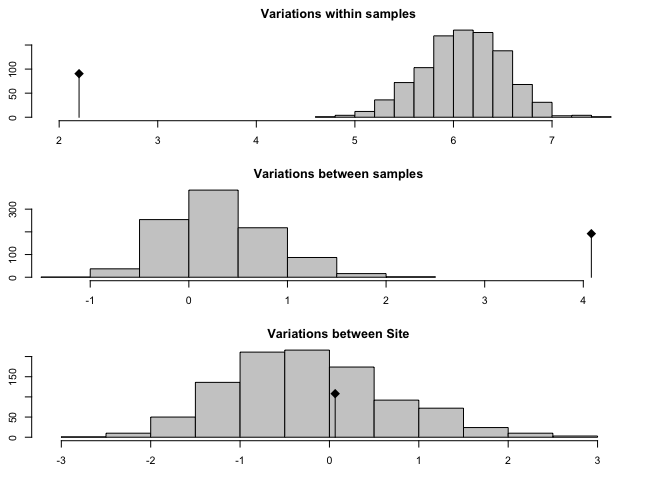 Variations within samples
0 50 100
2 3 4 5 6 7
Variations between samples
0 100 300
-1 0 1 2 3 4
Variations between Site
0 50 150
-3 -2 -1 0 1 2 3